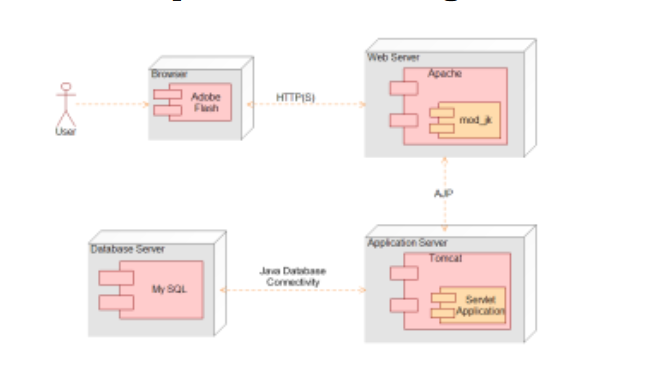 Browser
Adobe
Flash
User
HTTP(S)
Web Server
Apache
mod_jk
AJP
Database Server
My SQL
Java Database
Connectivity
Application Server
Tomcat
Servlet
Application